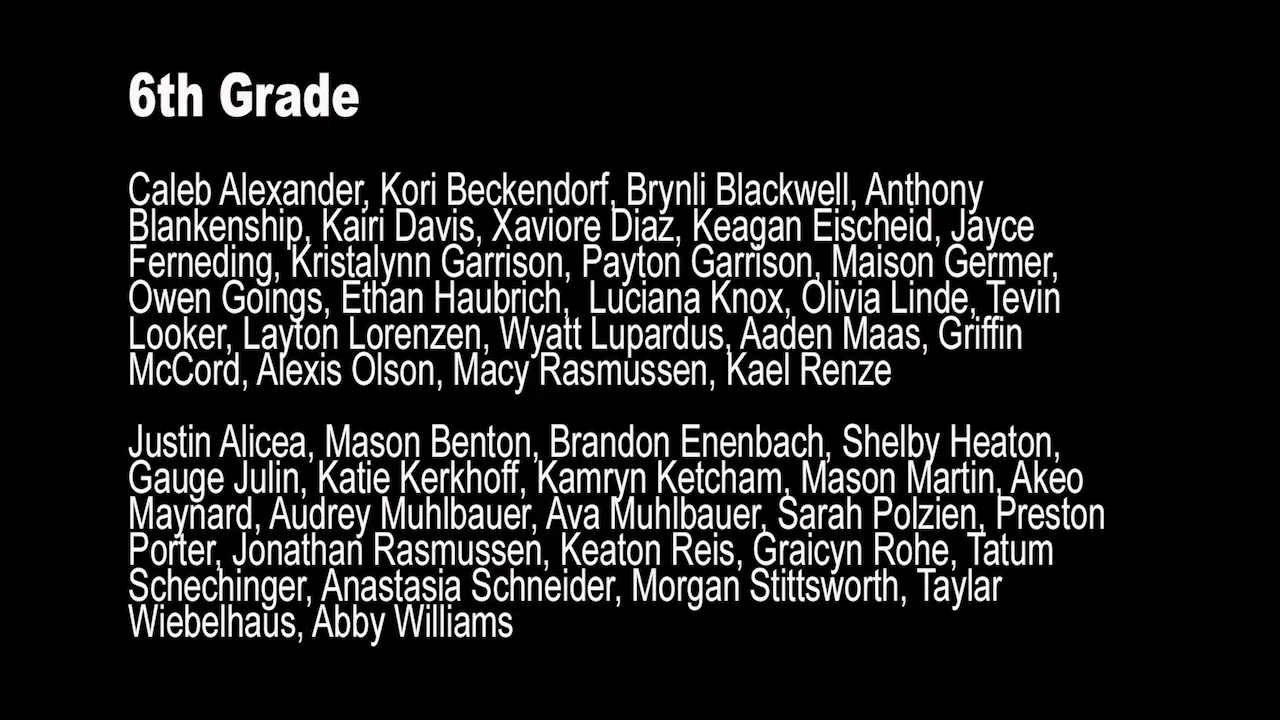 6th Grade
Caleb Alexander, Kori Beckendorf, Brynli Blackwell, Anthony
Blankenship, Kairi Davis, Xaviore Diaz, Keagan Eischeid, Jayce
Ferneding, Kristalynn Garrison, Payton Garrison, Maison Germer,
Owen Goings, Ethan Haubrich,  Luciana Knox, Olivia Linde, Tevin
Looker, Layton Lorenzen, Wyatt Lupardus, Aaden Maas, Griffin
McCord, Alexis Olson, Macy Rasmussen, Kael Renze
Justin Alicea, Mason Benton, Brandon Enenbach, Shelby Heaton,
Gauge Julin, Katie Kerkhoff, Kamryn Ketcham, Mason Martin, Akeo
Maynard, Audrey Muhlbauer, Ava Muhlbauer, Sarah Polzien, Preston
Porter, Jonathan Rasmussen, Keaton Reis, Graicyn Rohe, Tatum
Schechinger, Anastasia Schneider, Morgan Stittsworth, Taylar
Wiebelhaus, Abby Williams